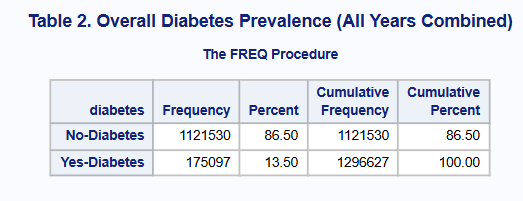 Table 2. Overall Diabetes Prevalence (All Years Combined)
The FREQ Procedure
diabetes Frequency Percent Cumulative Frequency Cumulative Percent
No-Diabetes 1121530 86.50 1121530 86.50
Yes-Diabetes 175097 13.50 1296627 100.00